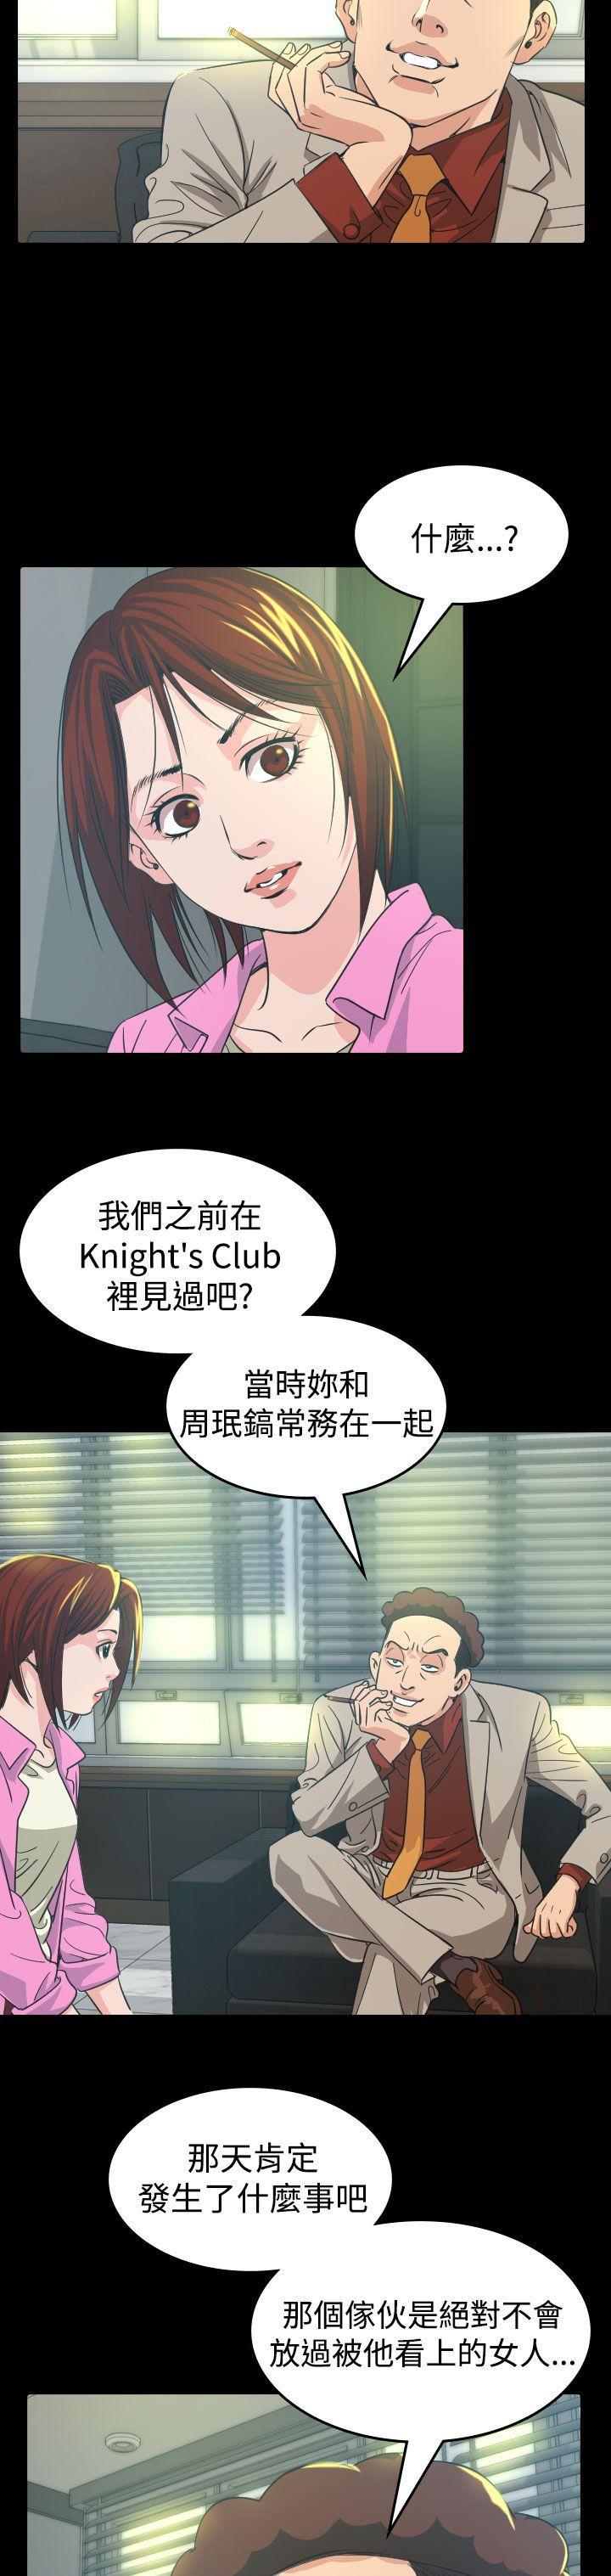 什麼...?
我們之前在
Knight's Club
裡見過吧?
當時妳和
周珉鎬常務在一起
那天肯定
發生了什麼事吧
那個傢伙是絕對不會
放過被他看上的女人...